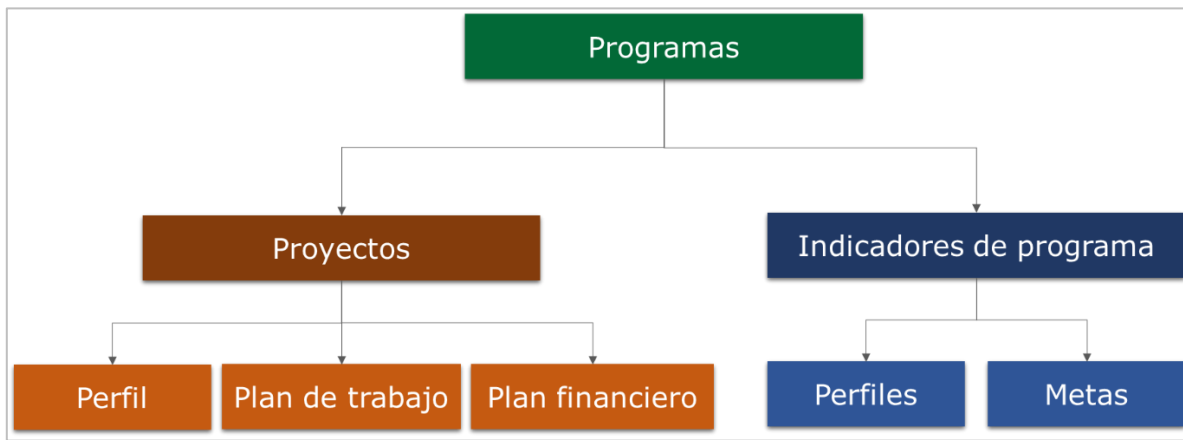 Programas
Proyectos
Indicadores de programa
Perfil
Plan de trabajo
Plan financiero
Perfiles
Metas